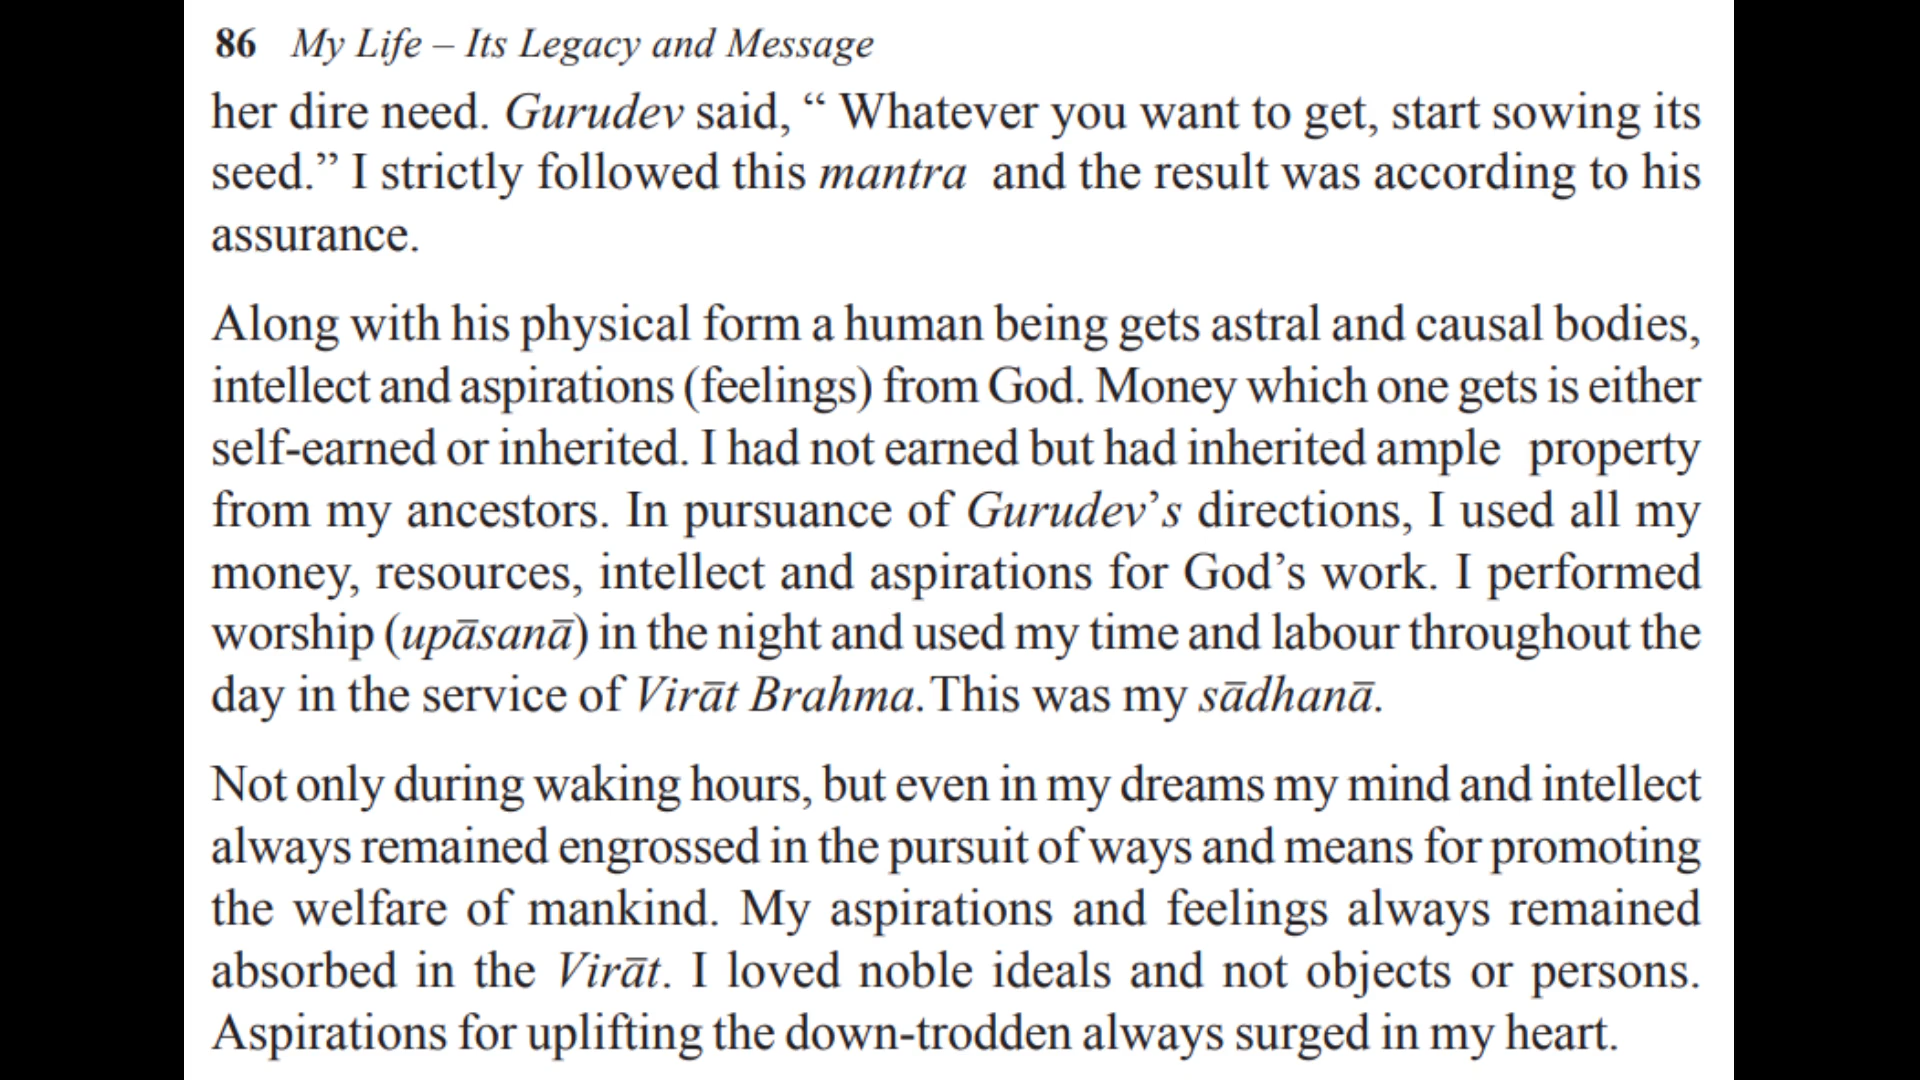 86 My Life – Its Legacy and Message
her dire need. Gurudev said, “ Whatever you want to get, start sowing its
seed.” I strictly followed this mantra and the result was according to his
assurance.
Along with his physical form a human being gets astral and causal bodies,
intellect and aspirations (feelings) from God. Money which one gets is either
self-earned or inherited. I had not earned but had inherited ample property
from my ancestors. In pursuance of Gurudev’s directions, I used all my
money, resources, intellect and aspirations for God’s work. I performed
worship (upāsanā) in the night and used my time and labour throughout the
day in the service of Virāt Brahma.This was my sādhanā.
Not only during waking hours, but even in my dreams my mind and intellect
always remained engrossed in the pursuit of ways and means for promoting
the welfare of mankind. My aspirations and feelings always remained
absorbed in the Virāt. I loved noble ideals and not objects or persons.
Aspirations for uplifting the down-trodden always surged in my heart.